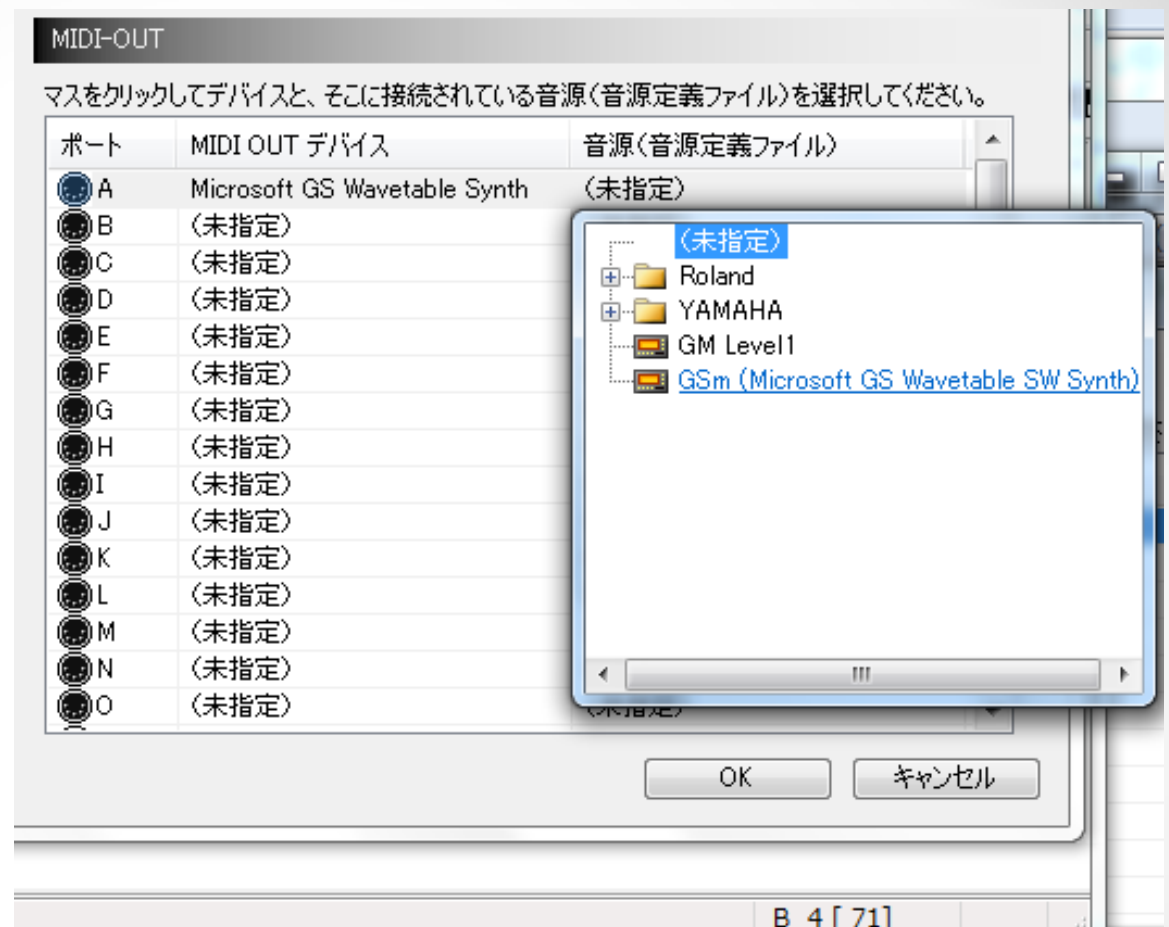 MIDI-OUT
マスをクリックしてデバイスと、そこに接続されている音源(音源定義ファイル)を選択してください。
ポート MIDI OUT デバイス 音源(音源定義ファイル)
A Microsoft GS Wavetable Synth (未指定)
B (未指定)
C (未指定)
D (未指定)
E (未指定)
F (未指定)
G (未指定)
H (未指定)
I (未指定)
J (未指定)
K (未指定)
L (未指定)
M (未指定)
N (未指定)
O (未指定)
(未指定)
Roland
YAMAHA
GM Level1
GSm (Microsoft GS Wavetable SW Synth)
OK キャンセル
B 4 [ 71]